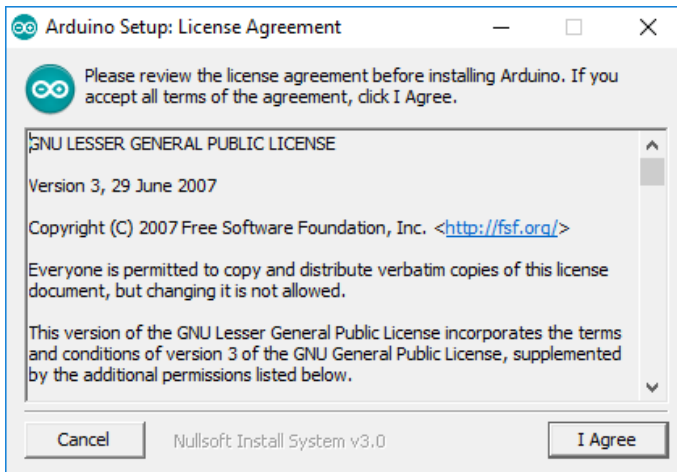 Arduino Setup: License Agreement
Please review the license agreement before installing Arduino. If you
accept all terms of the agreement, click I Agree.
GNU LESSER GENERAL PUBLIC LICENSE
Version 3, 29 June 2007
Copyright (C) 2007 Free Software Foundation, Inc. <http://fsf.org/>
Everyone is permitted to copy and distribute verbatim copies of this license
document, but changing it is not allowed.
This version of the GNU Lesser General Public License incorporates the terms
and conditions of version 3 of the GNU General Public License, supplemented
by the additional permissions listed below.
Cancel
Nullsoft Install System v3.0
I Agree